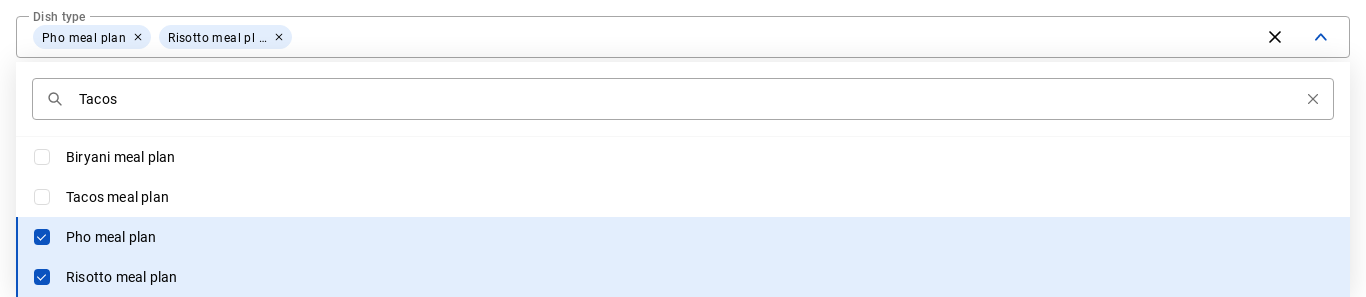 Dish type
Pho meal plan Risotto meal pl ...
Tacos
Biryani meal plan
Tacos meal plan
Pho meal plan
Risotto meal plan